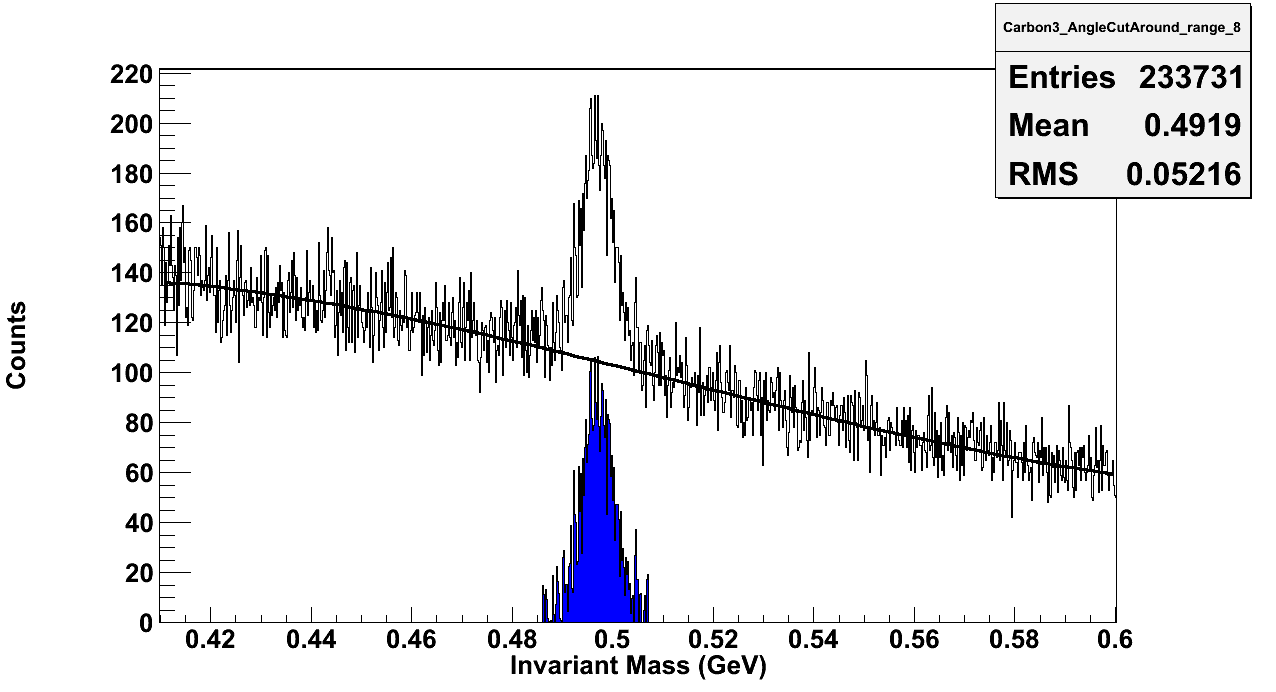 Carbon3_AngleCutAround_range_8
Entries 233731
Mean 0.4919
RMS 0.05216
220
200
180
160
140
120
100
80
60
40
20
0
Counts
0.42 0.44 0.46 0.48 0.5 0.52 0.54 0.56 0.58 0.6
Invariant Mass (GeV)